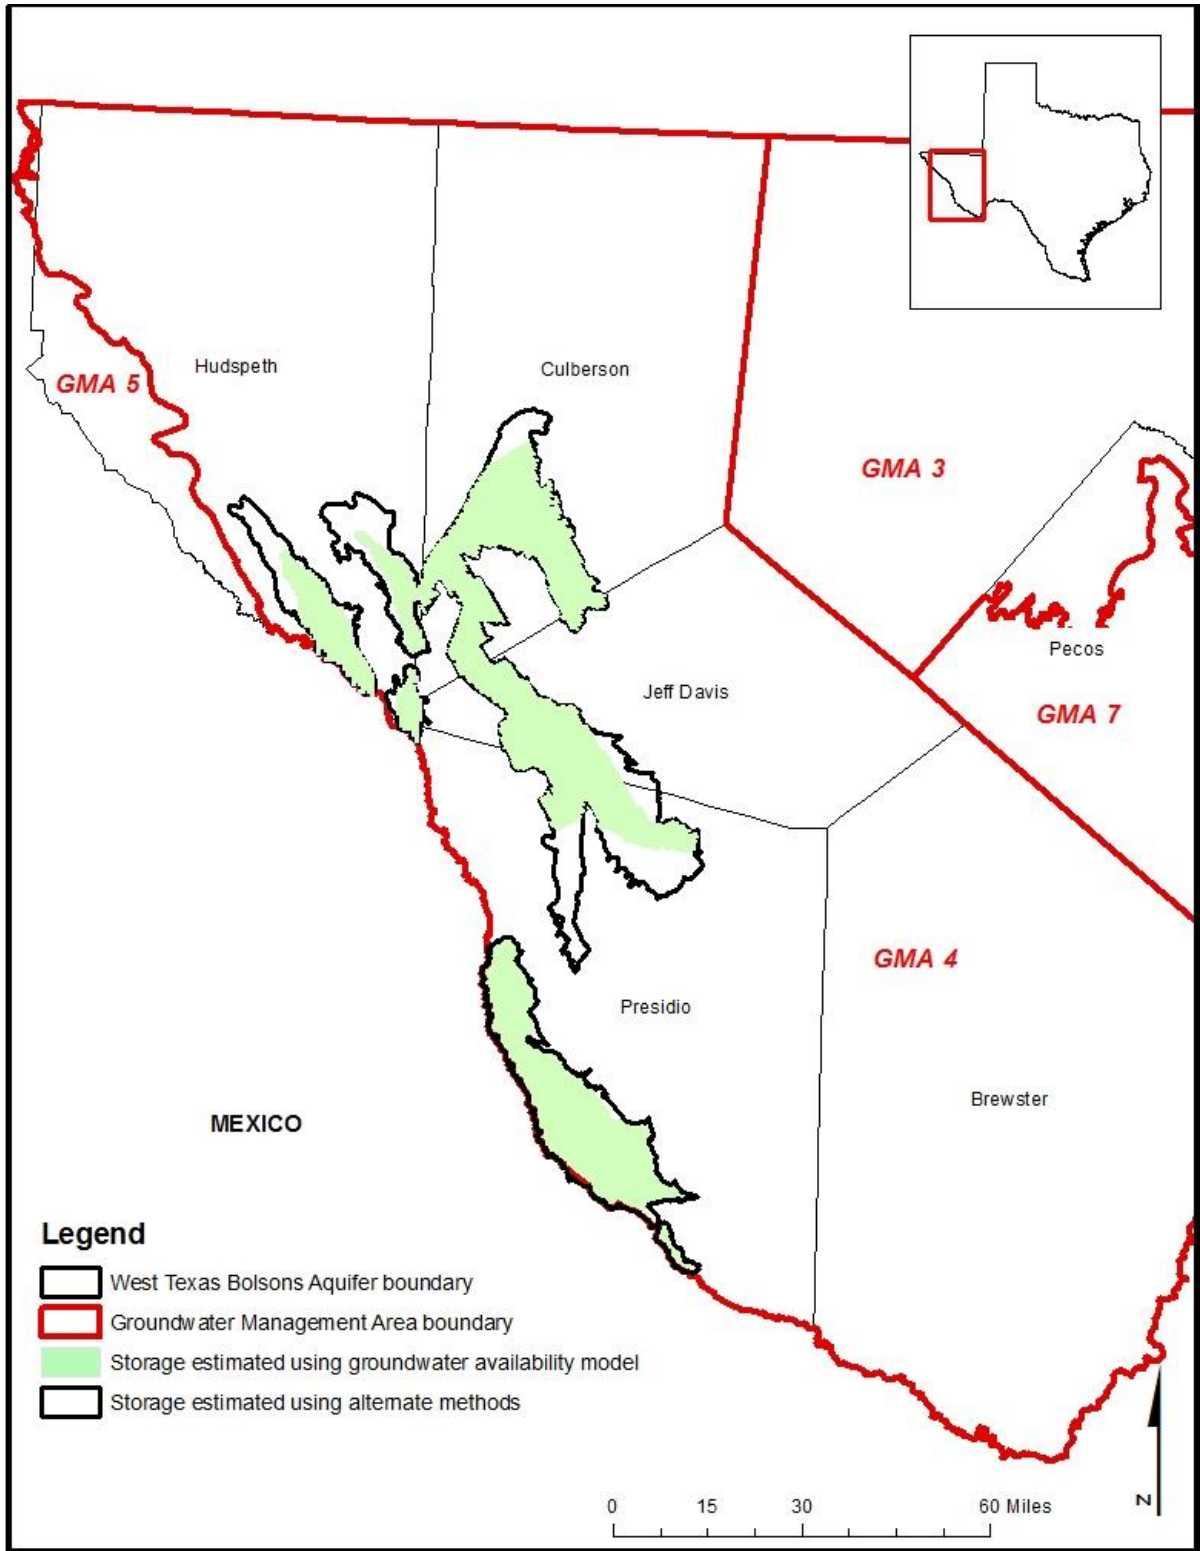 Hudspeth
Culberson
GMA 5
GMA 3
Pecos
Jeff Davis
GMA 7
GMA 4
Presidio
Brewster
MEXICO
Legend
West Texas Bolsons Aquifer boundary
Groundwater Management Area boundary
Storage estimated using groundwater availability model
Storage estimated using alternate methods
0 15 30 60 Miles
N